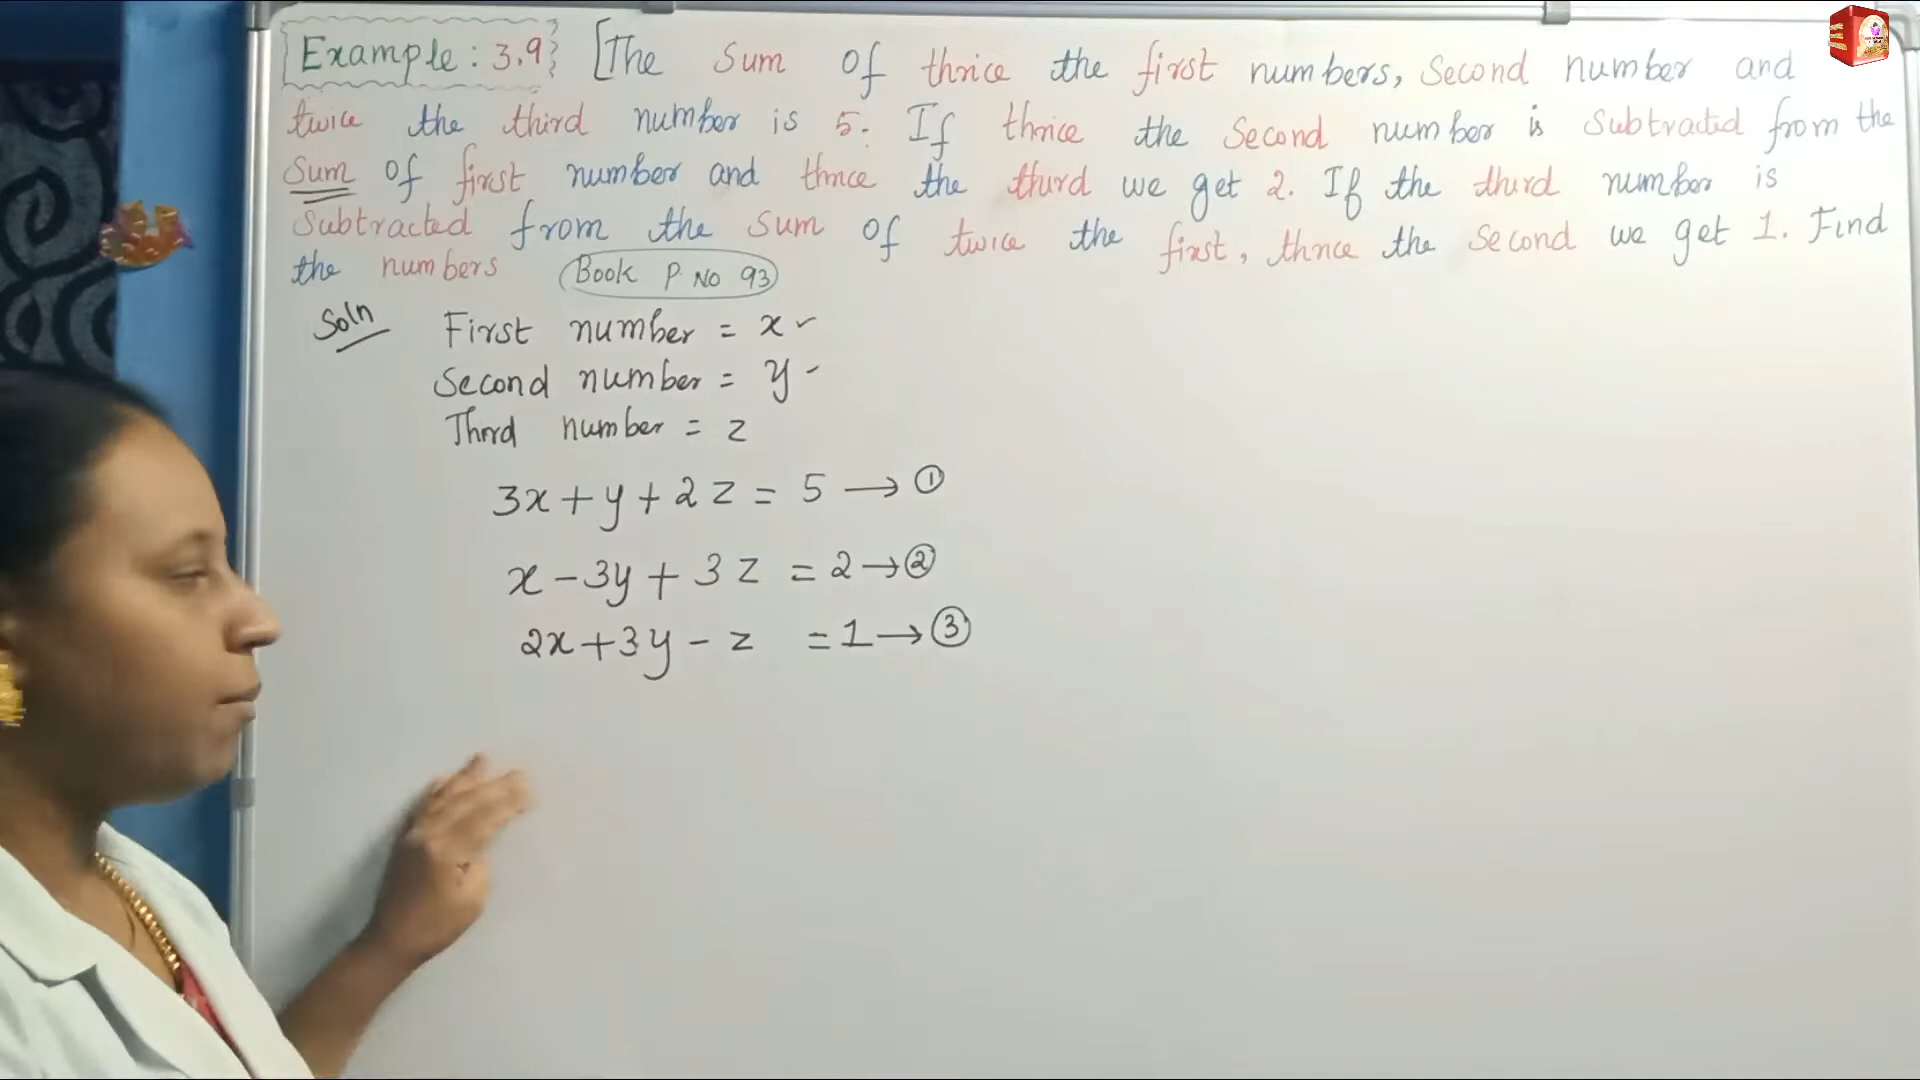 Example: 3.9 [The Sum of thrice the first numbers, Second number and
twice the third number is 5. If thrice the Second number is Subtracted from the
Sum of first number and thrice the third we get 2. If the third number is
Subtracted from the sum of twice the first, thrice the Second we get 1. Find
the numbers Book P No 93
Soln First number = x
Second number = y
Third number = z
3x + y + 2z = 5 → ①
x - 3y + 3z = 2 → ②
2x + 3y - z = 1 → ③